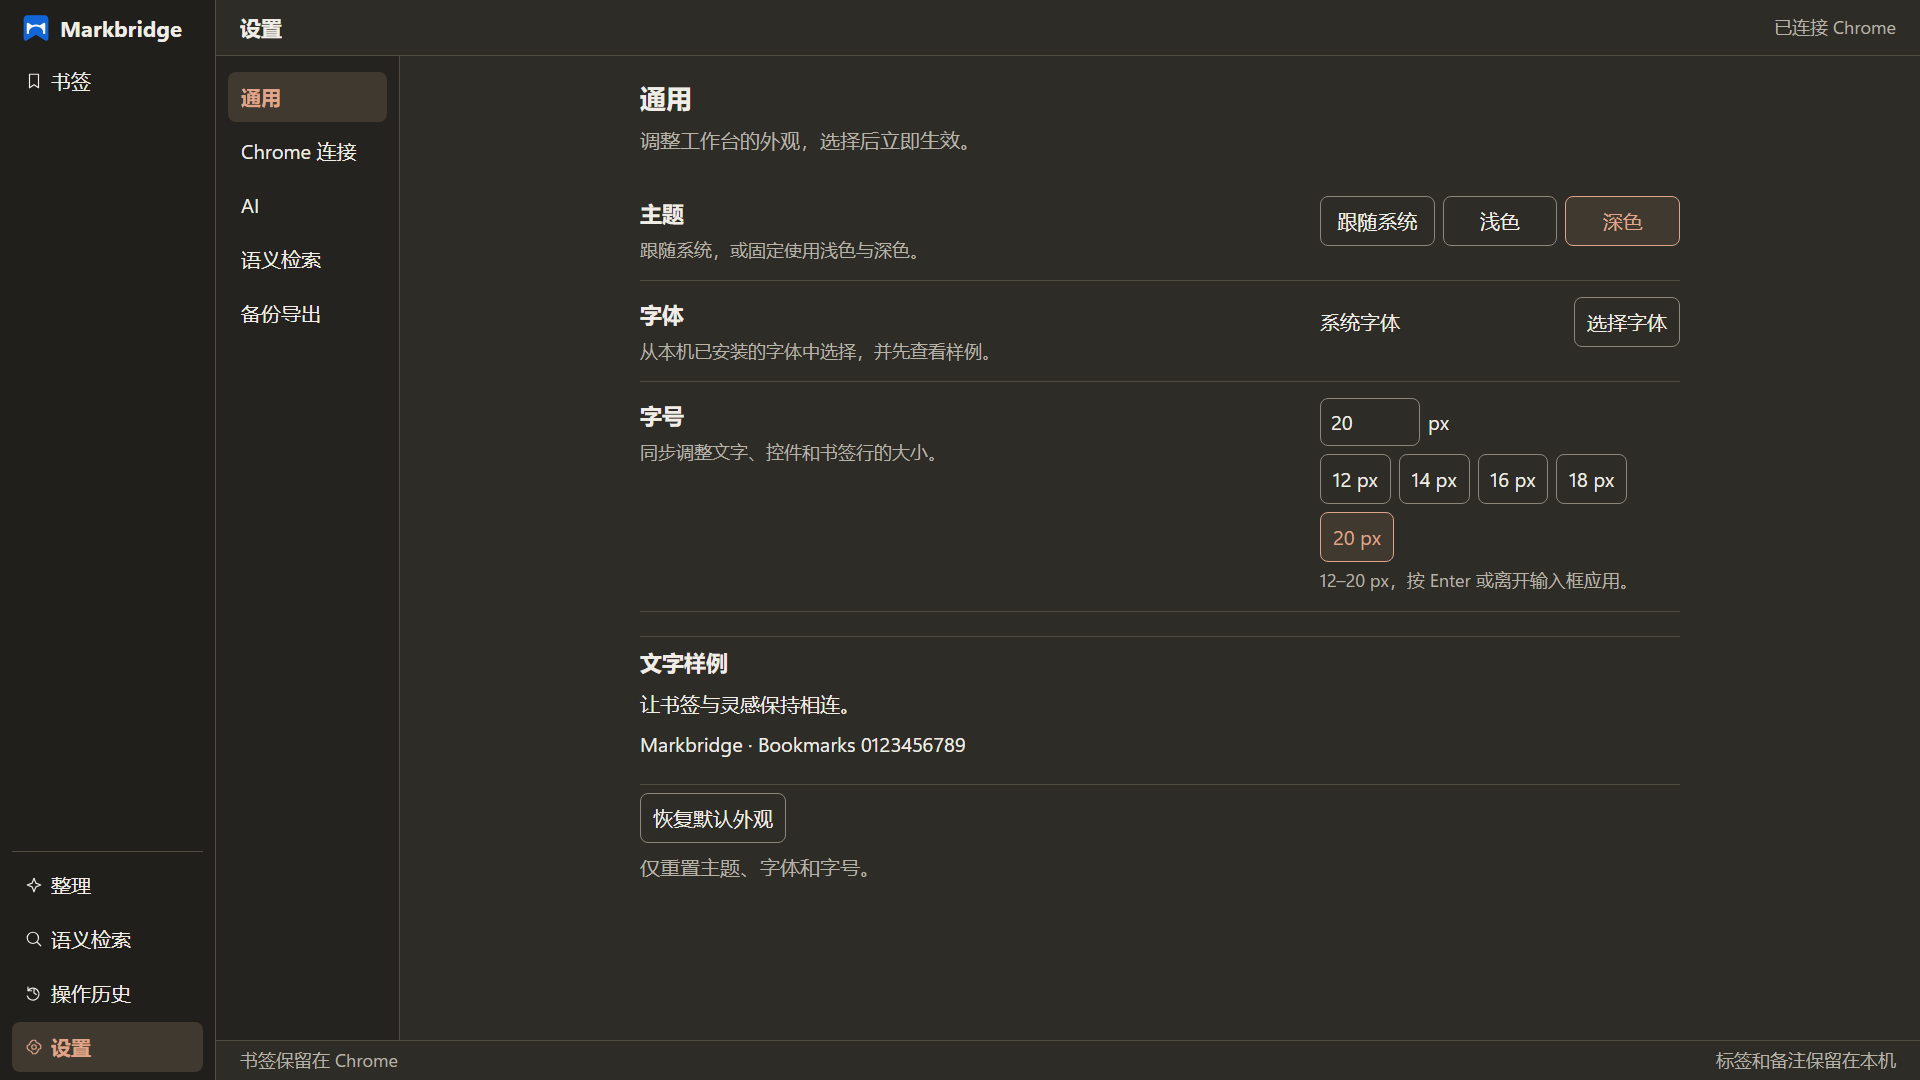 Markbridge
书签
整理
语义检索
操作历史
设置
设置
已连接 Chrome
通用
Chrome 连接
AI
语义检索
备份导出
通用
调整工作台的外观，选择后立即生效。
主题
跟随系统，或固定使用浅色与深色。
跟随系统
浅色
深色
字体
从本机已安装的字体中选择，并先查看样例。
系统字体
选择字体
字号
同步调整文字、控件和书签行的大小。
20 px
12 px
14 px
16 px
18 px
20 px
12–20 px，按 Enter 或离开输入框应用。
文字样例
让书签与灵感保持相连。
Markbridge · Bookmarks 0123456789
恢复默认外观
仅重置主题、字体和字号。
书签保留在 Chrome
标签和备注保留在本机